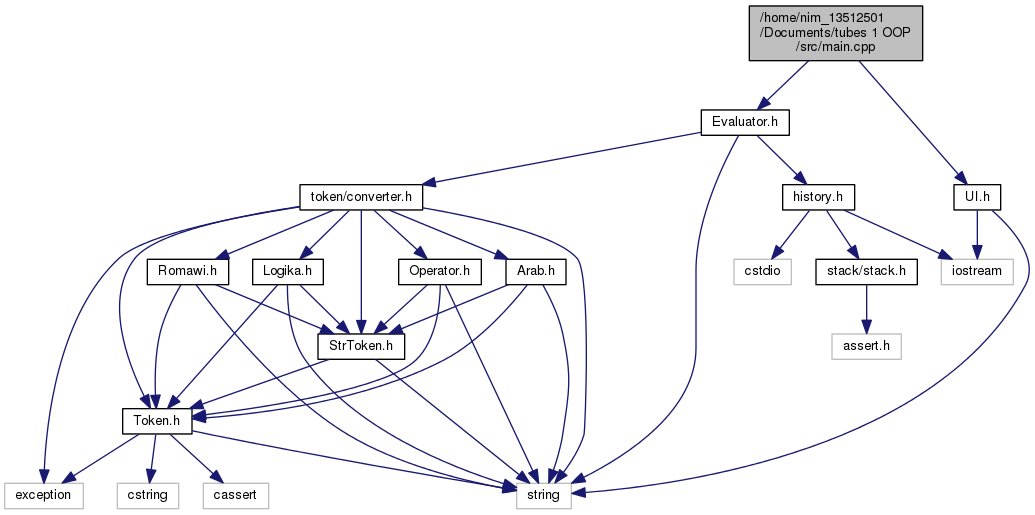 /home/nim_13512501
/Documents/tubes 1 OOP
/src/main.cpp
Evaluator.h
token/converter.h
history.h
UI.h
Romawi.h
Logika.h
Operator.h
Arab.h
cstdio
stack/stack.h
iostream
StrToken.h
assert.h
Token.h
exception
cstring
cassert
string